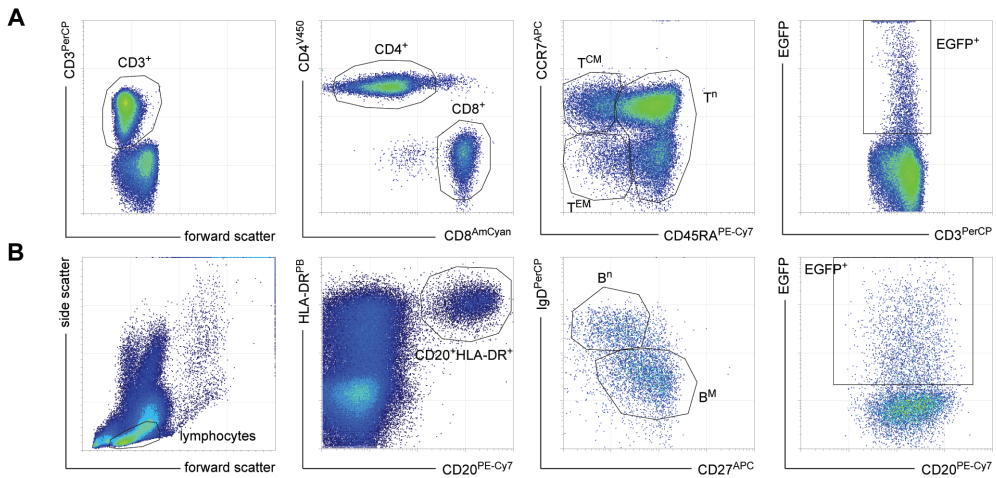 A
CD3PerCP
CD3+
forward scatter
CD4V450
CD4+
CD8+
CD8AmCyan
CCR7APC
TCM
Tn
TEM
CD45RAPE-Cy7
EGFP
EGFP+
CD3PerCP
B
side scatter
lymphocytes
forward scatter
HLA-DRPB
CD20+HLA-DR+
CD20PE-Cy7
IgDPerCP
Bn
BM
CD27APC
EGFP
EGFP+
CD20PE-Cy7